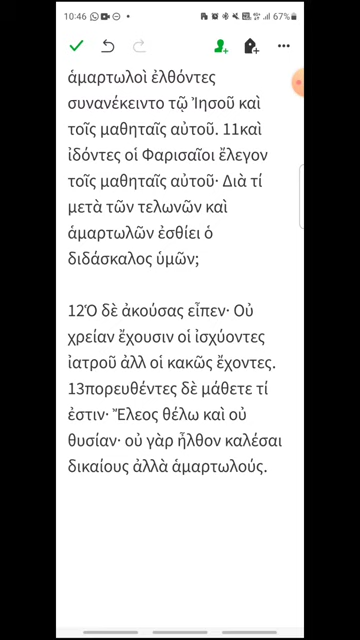 10:46
67%
ἁμαρτωλοὶ ἐλθόντες
συνανέκειντο τῷ Ἰησοῦ καὶ
τοῖς μαθηταῖς αὐτοῦ. 11καὶ
ἰδόντες οἱ Φαρισαῖοι ἔλεγον
τοῖς μαθηταῖς αὐτοῦ· Διὰ τί
μετὰ τῶν τελωνῶν καὶ
ἁμαρτωλῶν ἐσθίει ὁ
διδάσκαλος ὑμῶν;
12Ὁ δὲ ἀκούσας εἶπεν· Οὐ
χρείαν ἔχουσιν οἱ ἰσχύοντες
ἰατροῦ ἀλλ οἱ κακῶς ἔχοντες.
13πορευθέντες δὲ μάθετε τί
ἐστιν· Ἔλεος θέλω καὶ οὐ
θυσίαν· οὐ γὰρ ἦλθον καλέσαι
δικαίους ἀλλὰ ἁμαρτωλούς.